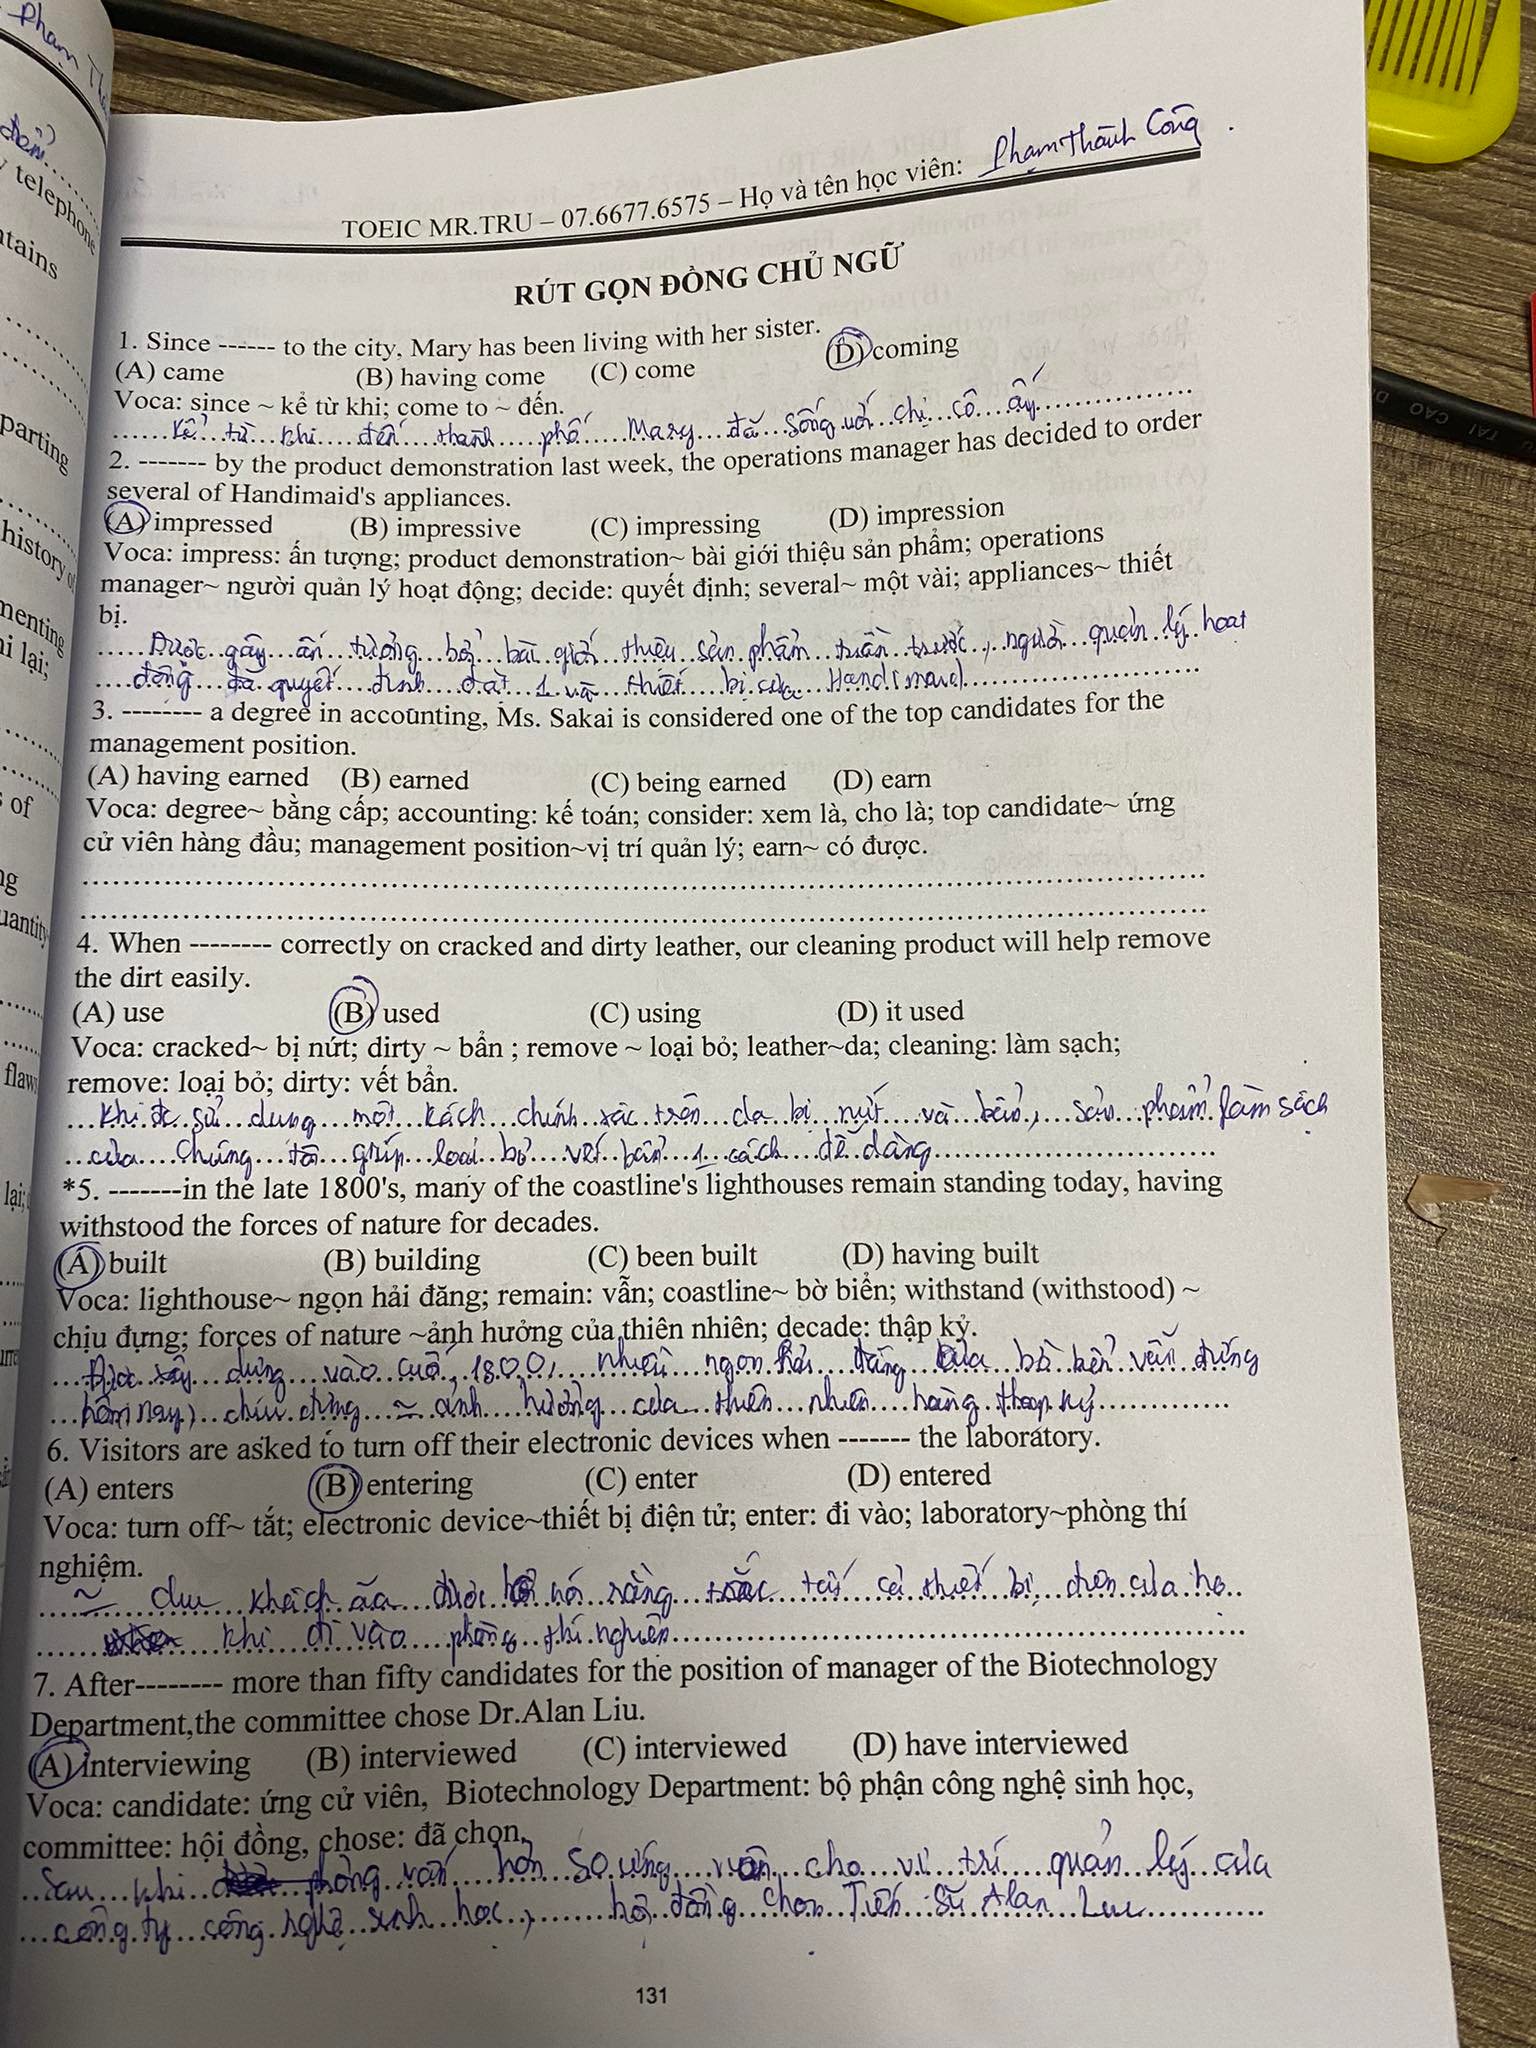 Phạm Th
đến
telephone
tains
parting
history of
menting
i lại;
of
ng
uantity
flaw
lại;
TOEIC MR.TRU – 07.6677.6575 – Họ và tên học viên: Phạm Thành Công
RÚT GỌN ĐỒNG CHỦ NGỮ
1. Since ------ to the city, Mary has been living with her sister.
(A) came (B) having come (C) come (D) coming
Voca: since ~ kể từ khi; come to ~ đến.
Kể từ khi đến thành phố Mary đã sống với chị cô ấy
2. ------- by the product demonstration last week, the operations manager has decided to order
several of Handimaid's appliances.
(A) impressed (B) impressive (C) impressing (D) impression
Voca: impress: ấn tượng; product demonstration~ bài giới thiệu sản phẩm; operations
manager~ người quản lý hoạt động; decide: quyết định; several~ một vài; appliances~ thiết
bị.
Được gây ấn tượng bởi bài giới thiệu sản phẩm tuần trước, người quản lý hoạt
động đã quyết định đặt 1 vài thiết bị của Handimaid
3. -------- a degree in accounting, Ms. Sakai is considered one of the top candidates for the
management position.
(A) having earned (B) earned (C) being earned (D) earn
Voca: degree~ bằng cấp; accounting: kế toán; consider: xem là, cho là; top candidate~ ứng
cử viên hàng đầu; management position~vị trí quản lý; earn~ có được.
4. When -------- correctly on cracked and dirty leather, our cleaning product will help remove
the dirt easily.
(A) use (B) used (C) using (D) it used
Voca: cracked~ bị nứt; dirty ~ bẩn ; remove ~ loại bỏ; leather~da; cleaning: làm sạch;
remove: loại bỏ; dirty: vết bẩn.
Khi đc sử dụng một cách chính xác trên da bị nứt và bẩn, sản phẩm làm sạch
của chúng tôi giúp loại bỏ vết bẩn 1 cách dễ dàng
*5. -------in the late 1800's, many of the coastline's lighthouses remain standing today, having
withstood the forces of nature for decades.
(A) built (B) building (C) been built (D) having built
Voca: lighthouse~ ngọn hải đăng; remain: vẫn; coastline~ bờ biển; withstand (withstood) ~
chịu đựng; forces of nature ~ảnh hưởng của thiên nhiên; decade: thập kỷ.
Được xây dựng vào cuối 1800, nhiều ngọn hải đăng của bờ biển vẫn đứng
hôm nay, chịu đựng ~ ảnh hưởng của thiên nhiên hàng thập kỷ
6. Visitors are asked to turn off their electronic devices when ------- the laboratory.
(A) enters (B) entering (C) enter (D) entered
Voca: turn off~ tắt; electronic device~thiết bị điện tử; enter: đi vào; laboratory~phòng thí
nghiệm.
~ du khách đã được nói rằng tắt cả thiết bị điện của họ
khi đi vào phòng thí nghiệm
7. After-------- more than fifty candidates for the position of manager of the Biotechnology
Department,the committee chose Dr.Alan Liu.
(A) interviewing (B) interviewed (C) interviewed (D) have interviewed
Voca: candidate: ứng cử viên, Biotechnology Department: bộ phận công nghệ sinh học,
committee: hội đồng, chose: đã chọn,
Sau khi phỏng vấn hơn 50 ứng viên cho vị trí quản lý của
công ty công nghệ sinh học, hội đồng chọn Tiến Sĩ Alan Luu
131